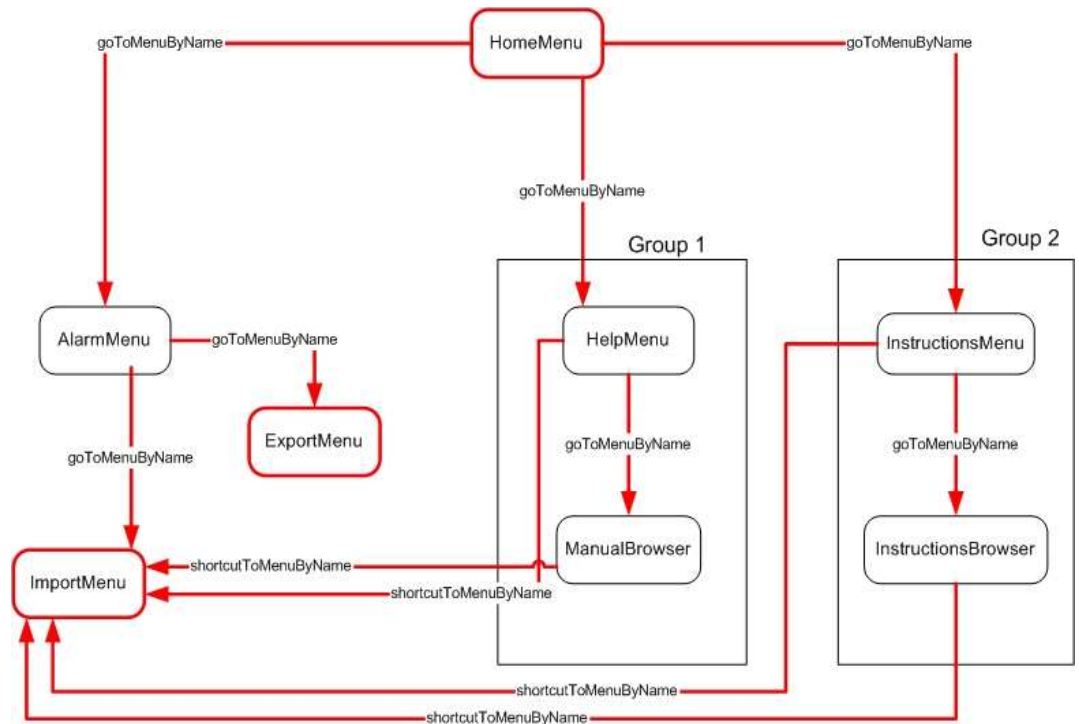 goToMenuByName
HomeMenu
goToMenuByName
goToMenuByName
Group 1
Group 2
AlarmMenu
goToMenuByName
HelpMenu
InstructionsMenu
ExportMenu
goToMenuByName
goToMenuByName
goToMenuByName
ManualBrowser
InstructionsBrowser
ImportMenu
shortcutToMenuByName
shortcutToMenuByName
shortcutToMenuByName
shortcutToMenuByName